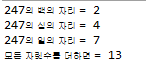 247의 백의 자리 = 2
247의 십의 자리 = 4
247의 일의 자리 = 7
모든 자릿수를 더하면 = 13